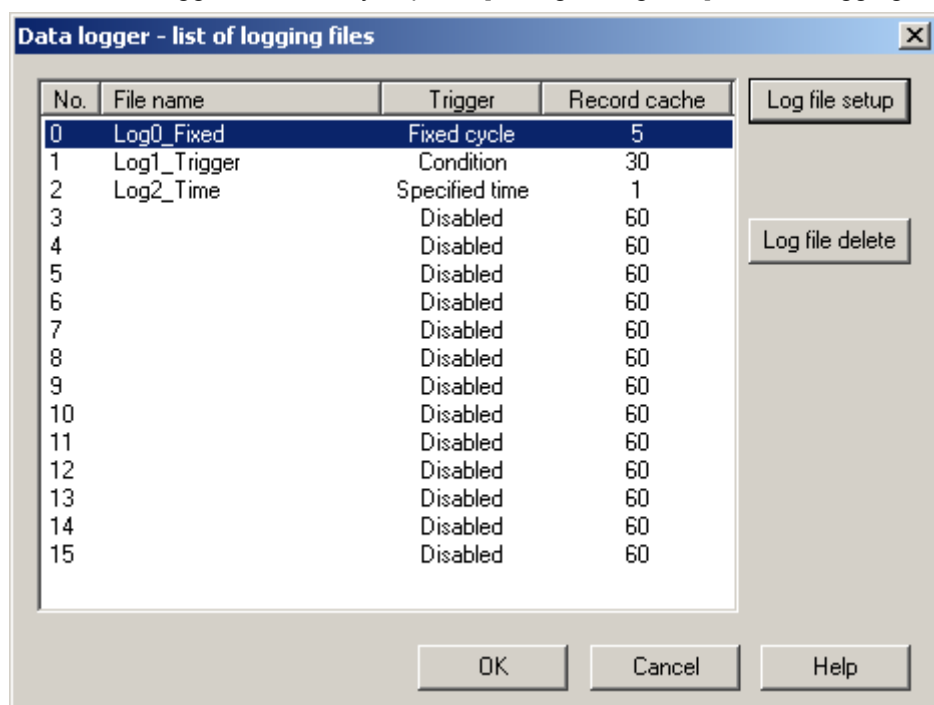 Data logger - list of logging files
No. File name Trigger Record cache
0 Log0_Fixed Fixed cycle 5
1 Log1_Trigger Condition 30
2 Log2_Time Specified time 1
3 Disabled 60
4 Disabled 60
5 Disabled 60
6 Disabled 60
7 Disabled 60
8 Disabled 60
9 Disabled 60
10 Disabled 60
11 Disabled 60
12 Disabled 60
13 Disabled 60
14 Disabled 60
15 Disabled 60
Log file setup
Log file delete
OK Cancel Help